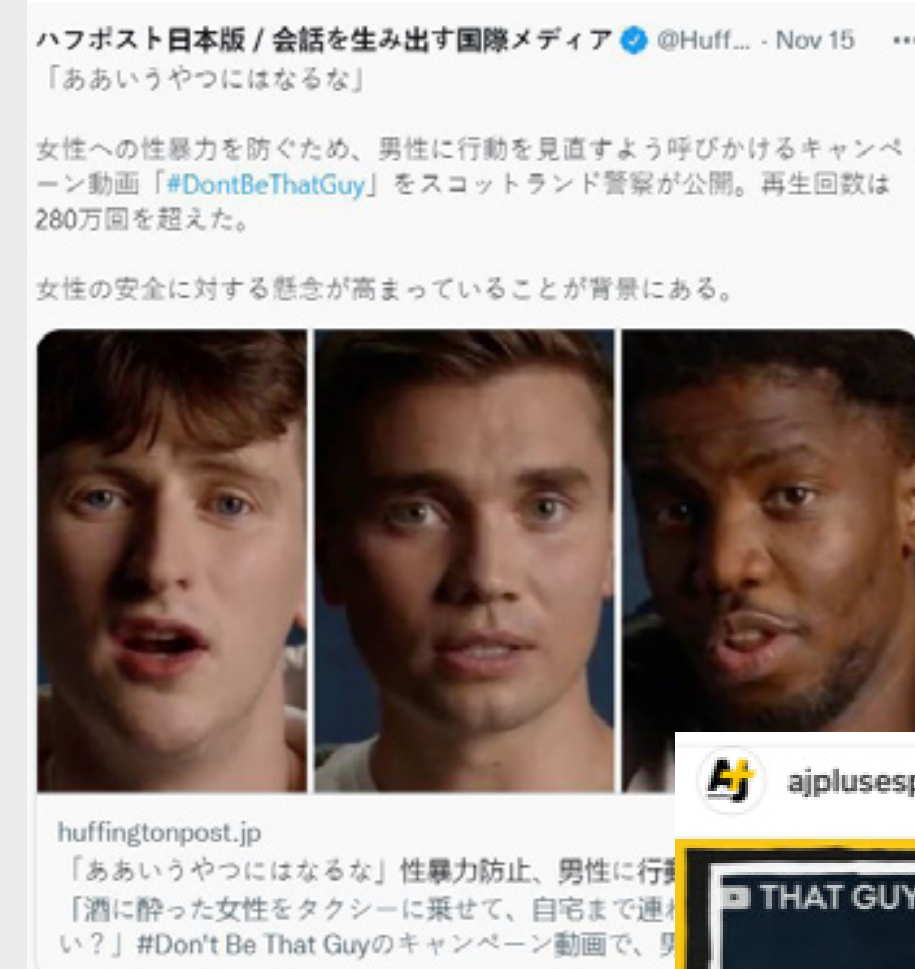 ハフポスト日本版 / 会話を生み出す国際メディア @Huff... · Nov 15 ...
「ああいうやつにはなるな」
女性への性暴力を防ぐため、男性に行動を見直すよう呼びかけるキャンペ
ーン動画「#DontBeThatGuy」をスコットランド警察が公開。再生回数は
280万回を超えた。
女性の安全に対する懸念が高まっていることが背景にある。
huffingtonpost.jp
「ああいうやつにはなるな」性暴力防止、男性に行動
「酒に酔った女性をタクシーに乗せて、自宅まで連れ
い？」#Don't Be That Guyのキャンペーン動画で、男
AJ+
ajplusesp
THAT GUY